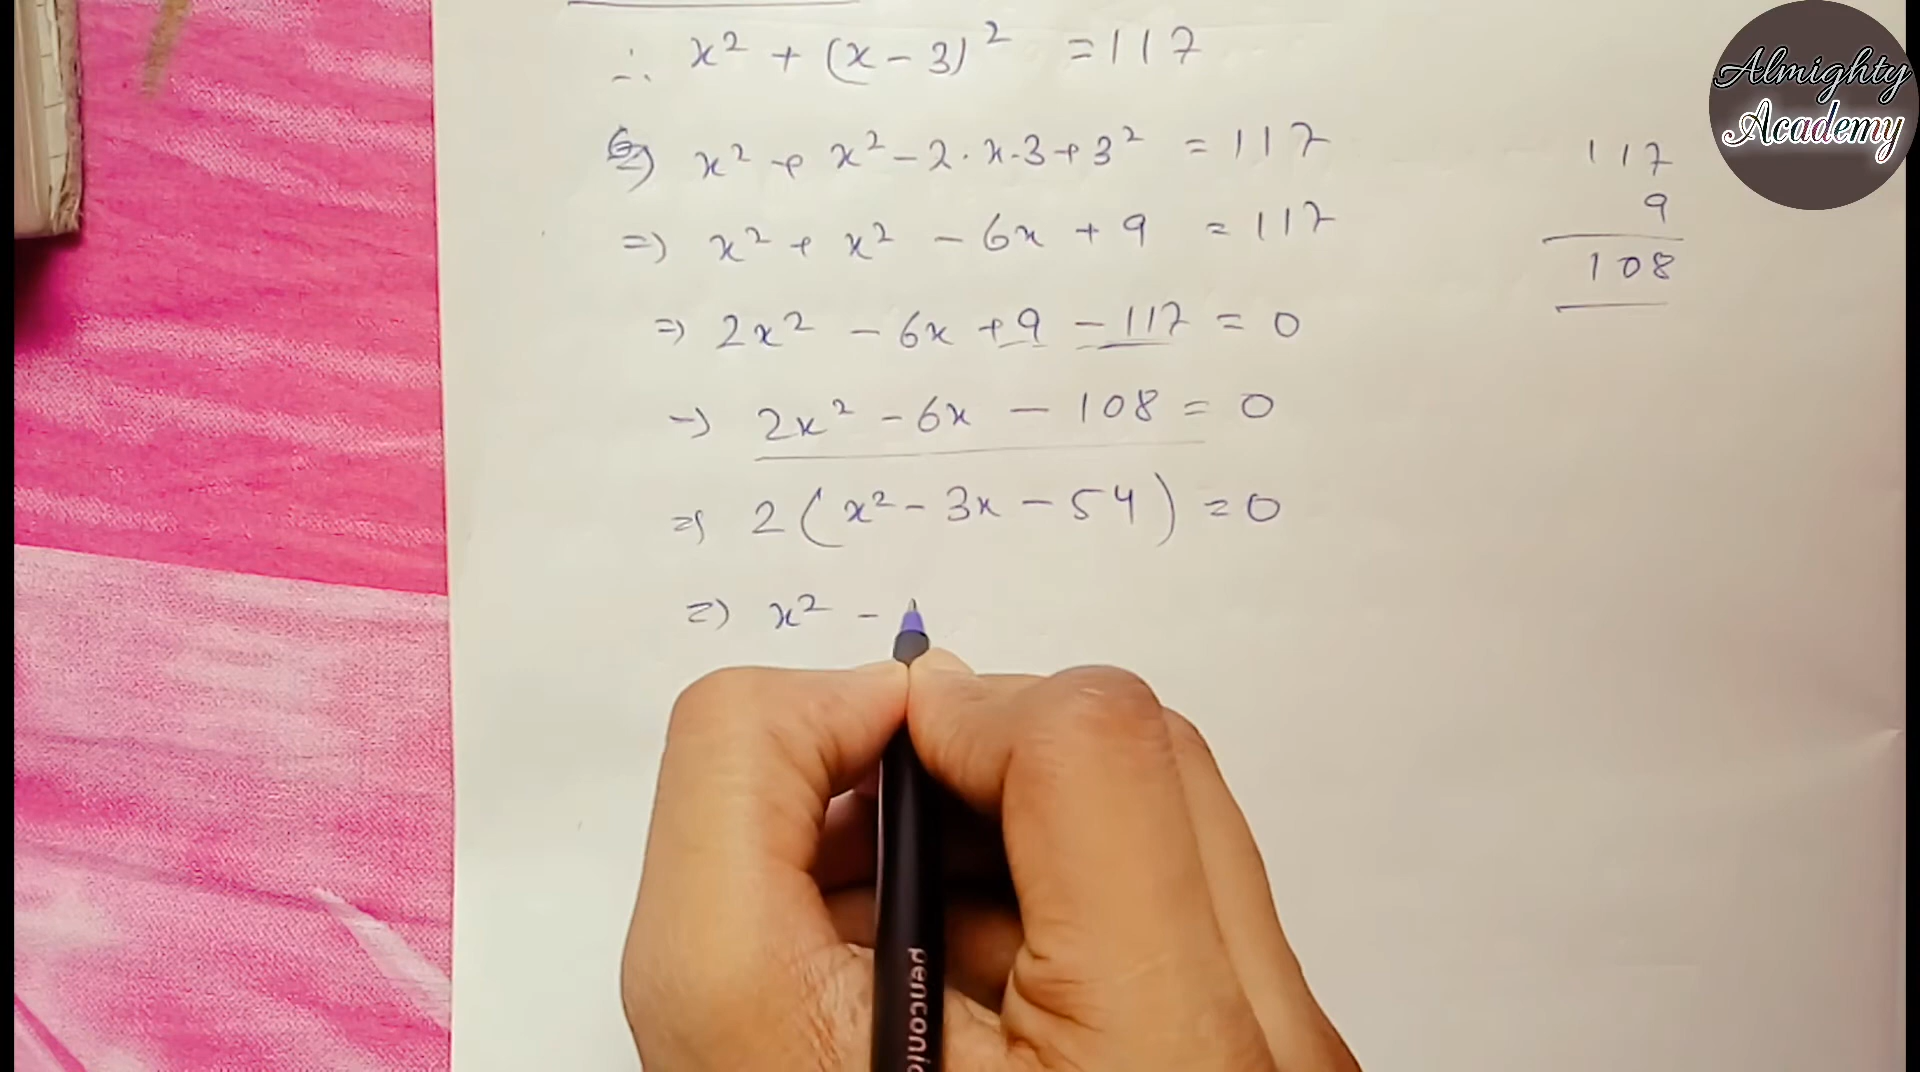 ∴ x² + (x - 3)² = 117
⇒ x² + x² - 2·x·3 + 3² = 117
⇒ x² + x² - 6x + 9 = 117
⇒ 2x² - 6x + 9 - 117 = 0
⇒ 2x² - 6x - 108 = 0
⇒ 2(x² - 3x - 54) = 0
⇒ x² -
117
9
108
Almighty
Academy